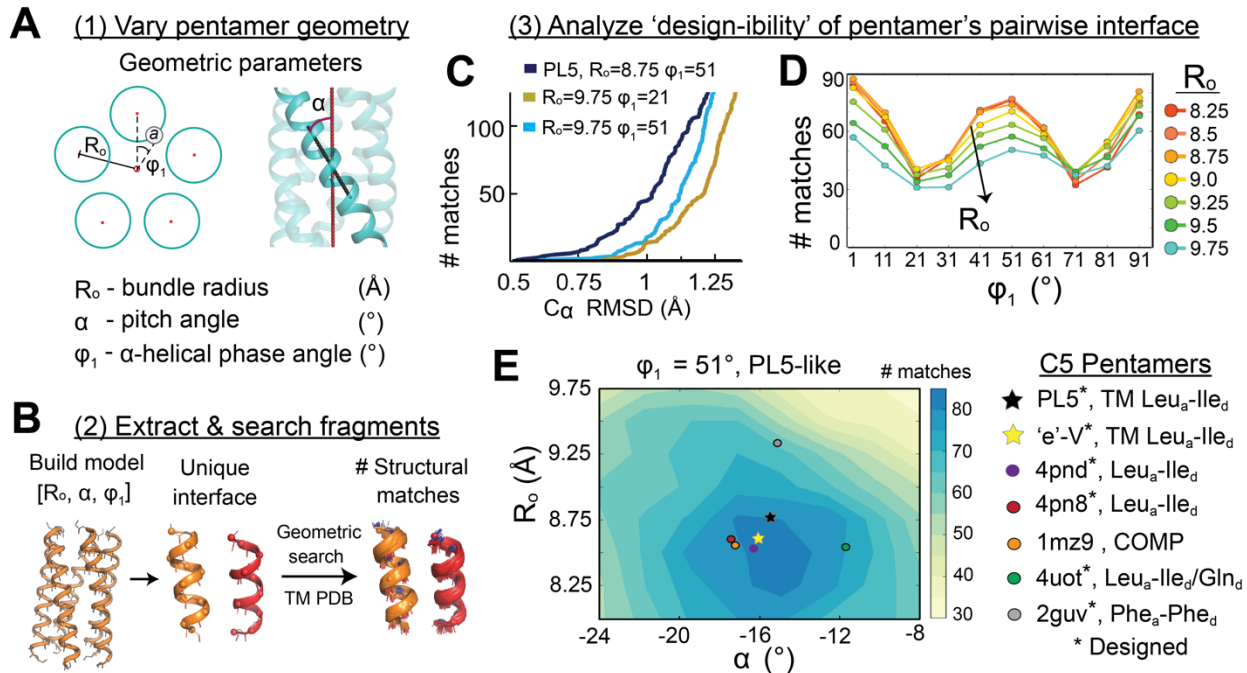 A
(1) Vary pentamer geometry
Geometric parameters
Rₒ
a
φ₁
α
Rₒ - bundle radius (Å)
α - pitch angle (°)
φ₁ - α-helical phase angle (°)
B
(2) Extract & search fragments
Build model
[Rₒ, α, φ₁]
Unique
interface
Geometric
search
TM PDB
# Structural
matches
(3) Analyze ‘design-ibility’ of pentamer’s pairwise interface
C
PL5, Rₒ=8.75 φ₁=51
Rₒ=9.75 φ₁=21
Rₒ=9.75 φ₁=51
# matches
100
50
0.5 0.75 1 1.25
Cα RMSD (Å)
D
# matches
90
60
30
0
1 11 21 31 41 51 61 71 81 91
φ₁ (°)
Rₒ
Rₒ
8.25
8.5
8.75
9.0
9.25
9.5
9.75
E
φ₁ = 51°, PL5-like
# matches
Rₒ (Å)
9.75
9.25
8.75
8.25
-24 -20 -16 -12 -8
α (°)
80
70
60
50
40
30
C5 Pentamers
PL5*, TM Leuₐ-Ile_d
‘e’-V*, TM Leuₐ-Ile_d
4pnd*, Leuₐ-Ile_d
4pn8*, Leuₐ-Ile_d
1mz9 , COMP
4uot*, Leuₐ-Ile_d/Gln_d
2guv*, Pheₐ-Phe_d
* Designed